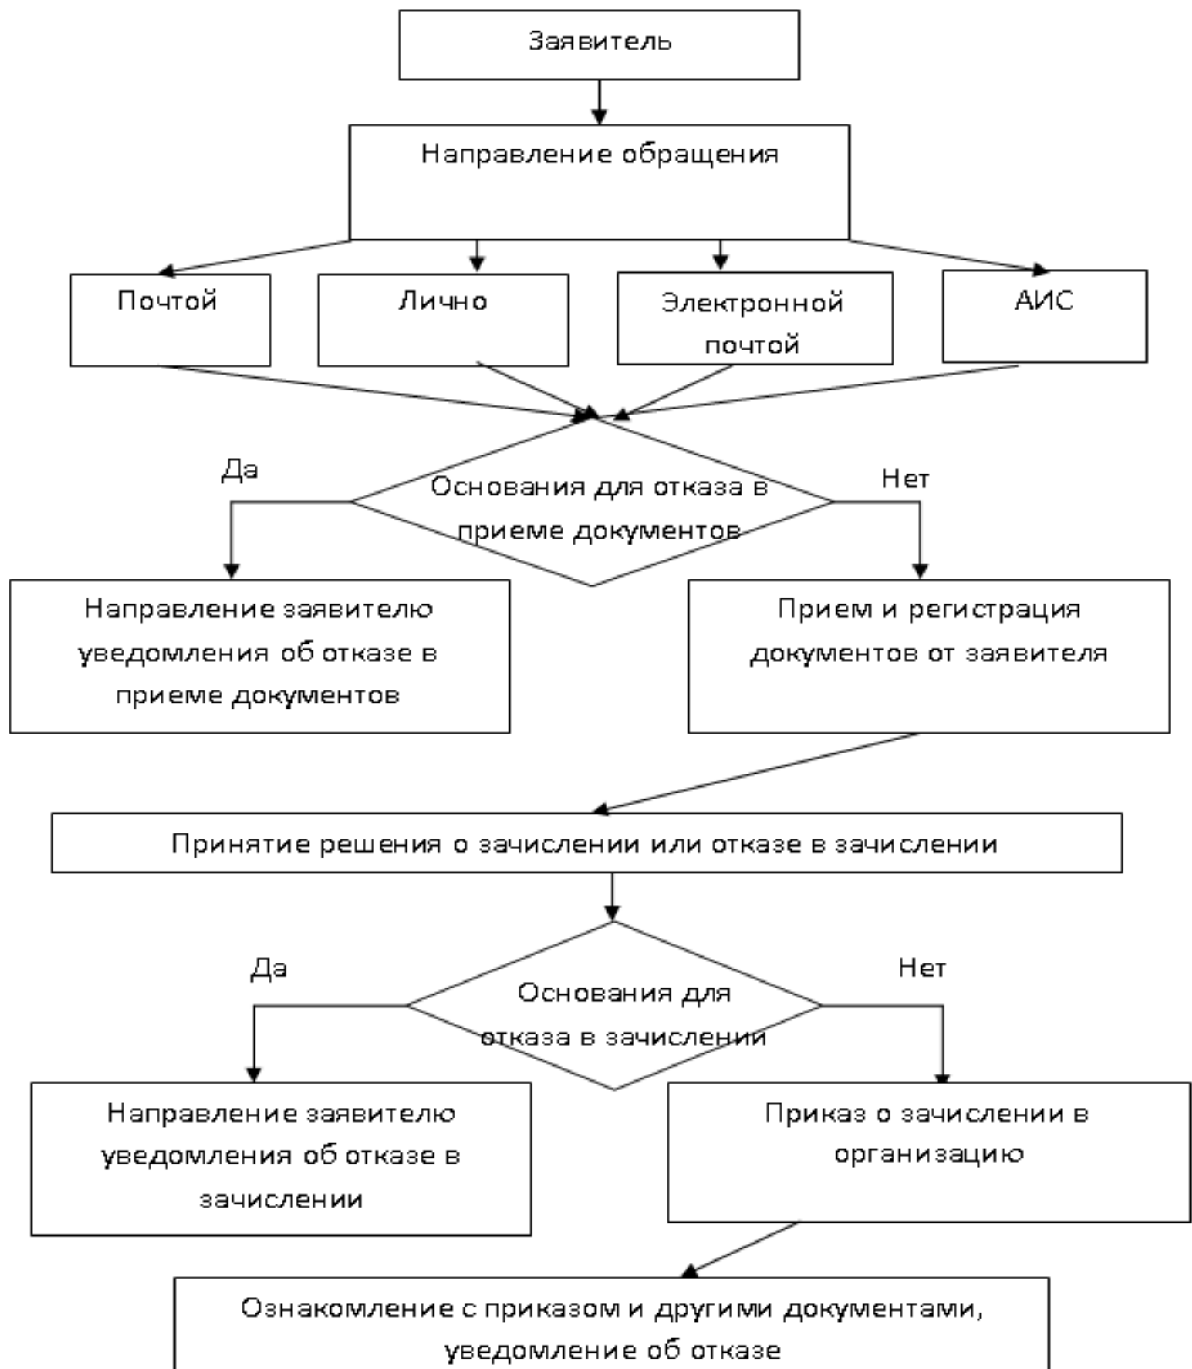 Заявитель
Направление обращения
Почтой
Лично
Электронной
почтой
АИС
Да
Нет
Основания для отказа в
приеме документов
Направление заявителю
уведомления об отказе в
приеме документов
Прием и регистрация
документов от заявителя
Принятие решения о зачислении или отказе в зачислении
Да
Нет
Основания для
отказа в зачислении
Направление заявителю
уведомления об отказе в
зачислении
Приказ о зачислении в
организацию
Ознакомление с приказом и другими документами,
уведомление об отказе